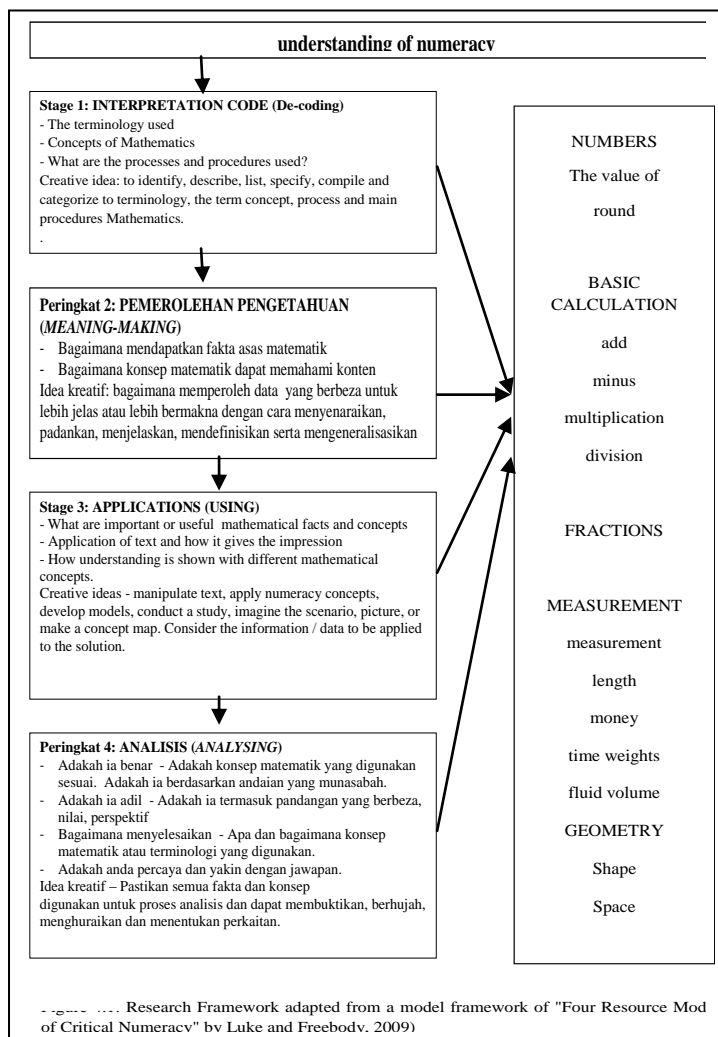 understanding of numeracy
Stage 1: INTERPRETATION CODE (De-coding)
- The terminology used
- Concepts of Mathematics
- What are the processes and procedures used?
Creative idea: to identify, describe, list, specify, compile and
categorize to terminology, the term concept, process and main
procedures Mathematics.
.
Peringkat 2: PEMEROLEHAN PENGETAHUAN
(MEANING-MAKING)
- Bagaimana mendapatkan fakta asas matematik
- Bagaimana konsep matematik dapat memahami konten
Idea kreatif: bagaimana memperoleh data yang berbeza untuk
lebih jelas atau lebih bermakna dengan cara menyenaraikan,
padankan, menjelaskan, mendefinisikan serta mengeneralisasikan
Stage 3: APPLICATIONS (USING)
- What are important or useful mathematical facts and concepts
- Application of text and how it gives the impression
- How understanding is shown with different mathematical
concepts.
Creative ideas - manipulate text, apply numeracy concepts,
develop models, conduct a study, imagine the scenario, picture, or
make a concept map. Consider the information / data to be applied
to the solution.
Peringkat 4: ANALISIS (ANALYSING)
- Adakah ia benar - Adakah konsep matematik yang digunakan
sesuai. Adakah ia berdasarkan andaian yang munasabah.
- Adakah ia adil - Adakah ia termasuk pandangan yang berbeza,
nilai, perspektif
- Bagaimana menyelesaikan - Apa dan bagaimana konsep
matematik atau terminologi yang digunakan.
- Adakah anda percaya dan yakin dengan jawapan.
Idea kreatif – Pastikan semua fakta dan konsep
digunakan untuk proses analisis dan dapat membuktikan, berhujah,
menghuraikan dan menentukan perkaitan.
NUMBERS
The value of
round
BASIC
CALCULATION
add
minus
multiplication
division
FRACTIONS
MEASUREMENT
measurement
length
money
time weights
fluid volume
GEOMETRY
Shape
Space
Research Framework adapted from a model framework of "Four Resource Mod
of Critical Numeracy" by Luke and Freebody, 2009)